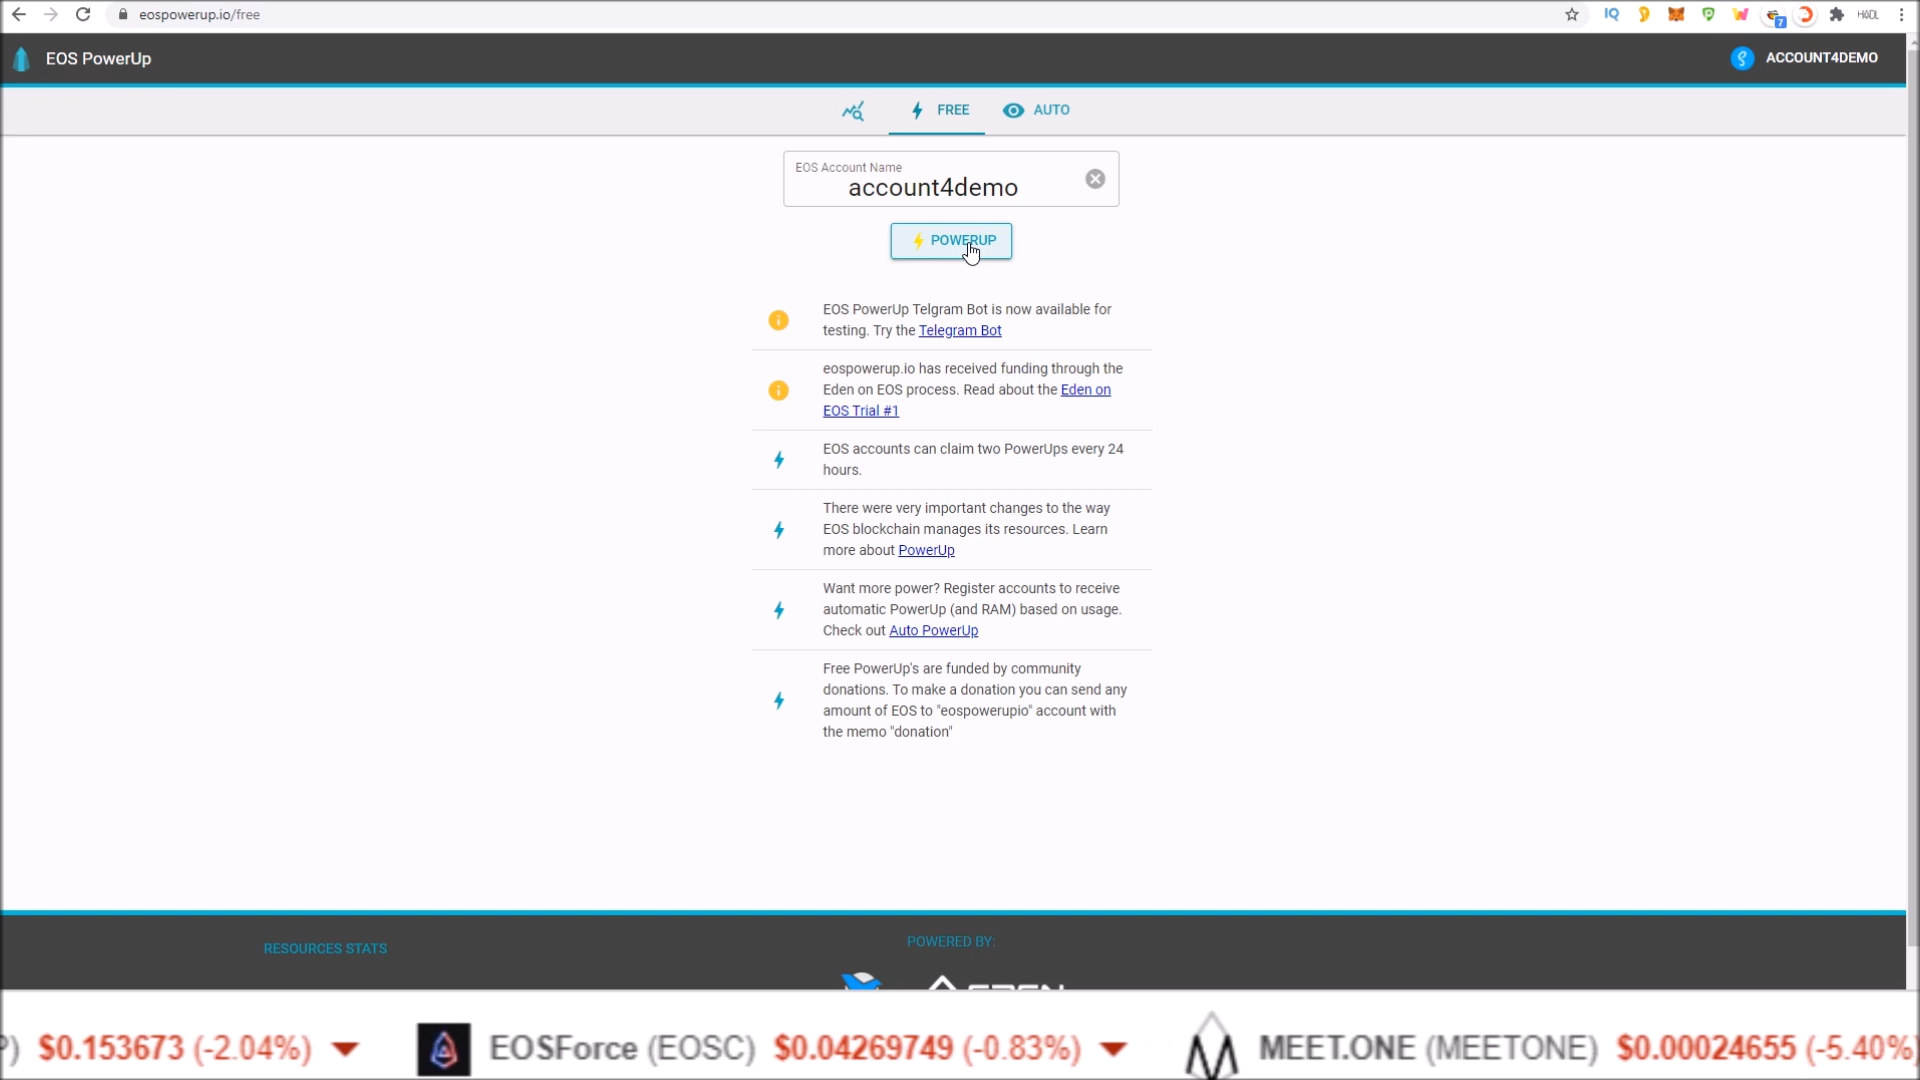 eospowerup.io/free
IQ
7
HADL
EOS PowerUp
ACCOUNT4DEMO
FREE
AUTO
EOS Account Name
account4demo
POWERUP
EOS PowerUp Telgram Bot is now available for
testing. Try the Telegram Bot
eospowerup.io has received funding through the
Eden on EOS process. Read about the Eden on
EOS Trial #1
EOS accounts can claim two PowerUps every 24
hours.
There were very important changes to the way
EOS blockchain manages its resources. Learn
more about PowerUp
Want more power? Register accounts to receive
automatic PowerUp (and RAM) based on usage.
Check out Auto PowerUp
Free PowerUp's are funded by community
donations. To make a donation you can send any
amount of EOS to "eospowerupio" account with
the memo "donation"
RESOURCES STATS
POWERED BY:
EDEN
) $0.153673 (-2.04%) EOSForce (EOSC) $0.04269749 (-0.83%) MEET.ONE (MEETONE) $0.00024655 (-5.40%)